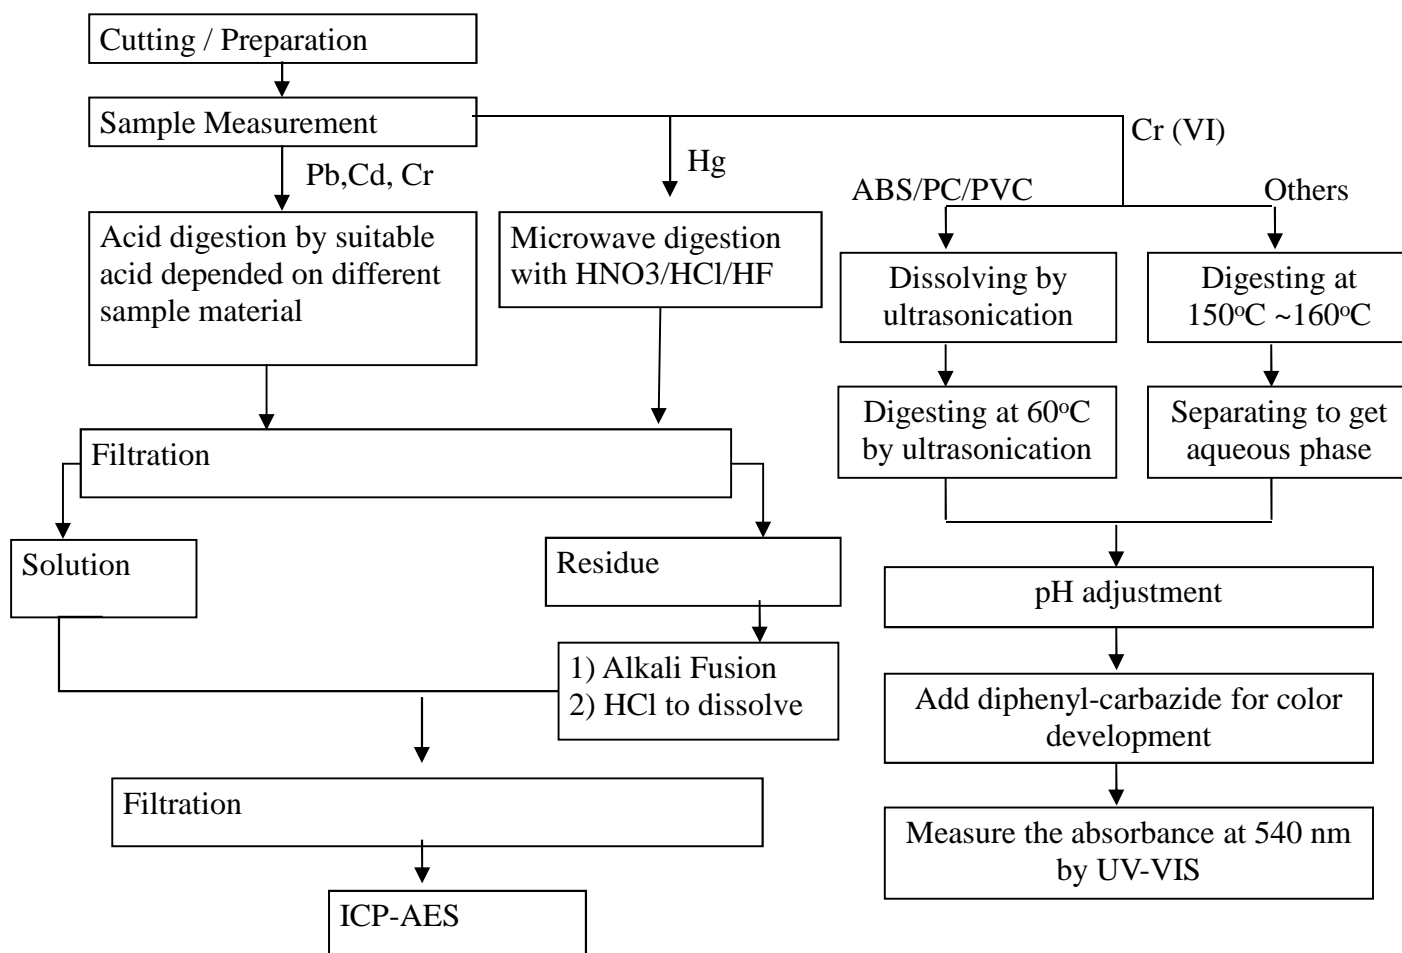 Cutting / Preparation
Sample Measurement
Cr (VI)
Pb,Cd, Cr
Hg
ABS/PC/PVC
Others
Acid digestion by suitable
acid depended on different
sample material
Microwave digestion
with HNO3/HCl/HF
Dissolving by
ultrasonication
Digesting at
150°C ~160°C
Digesting at 60°C
by ultrasonication
Separating to get
aqueous phase
Filtration
Solution
Residue
pH adjustment
1) Alkali Fusion
2) HCl to dissolve
Add diphenyl-carbazide for color
development
Filtration
Measure the absorbance at 540 nm
by UV-VIS
ICP-AES